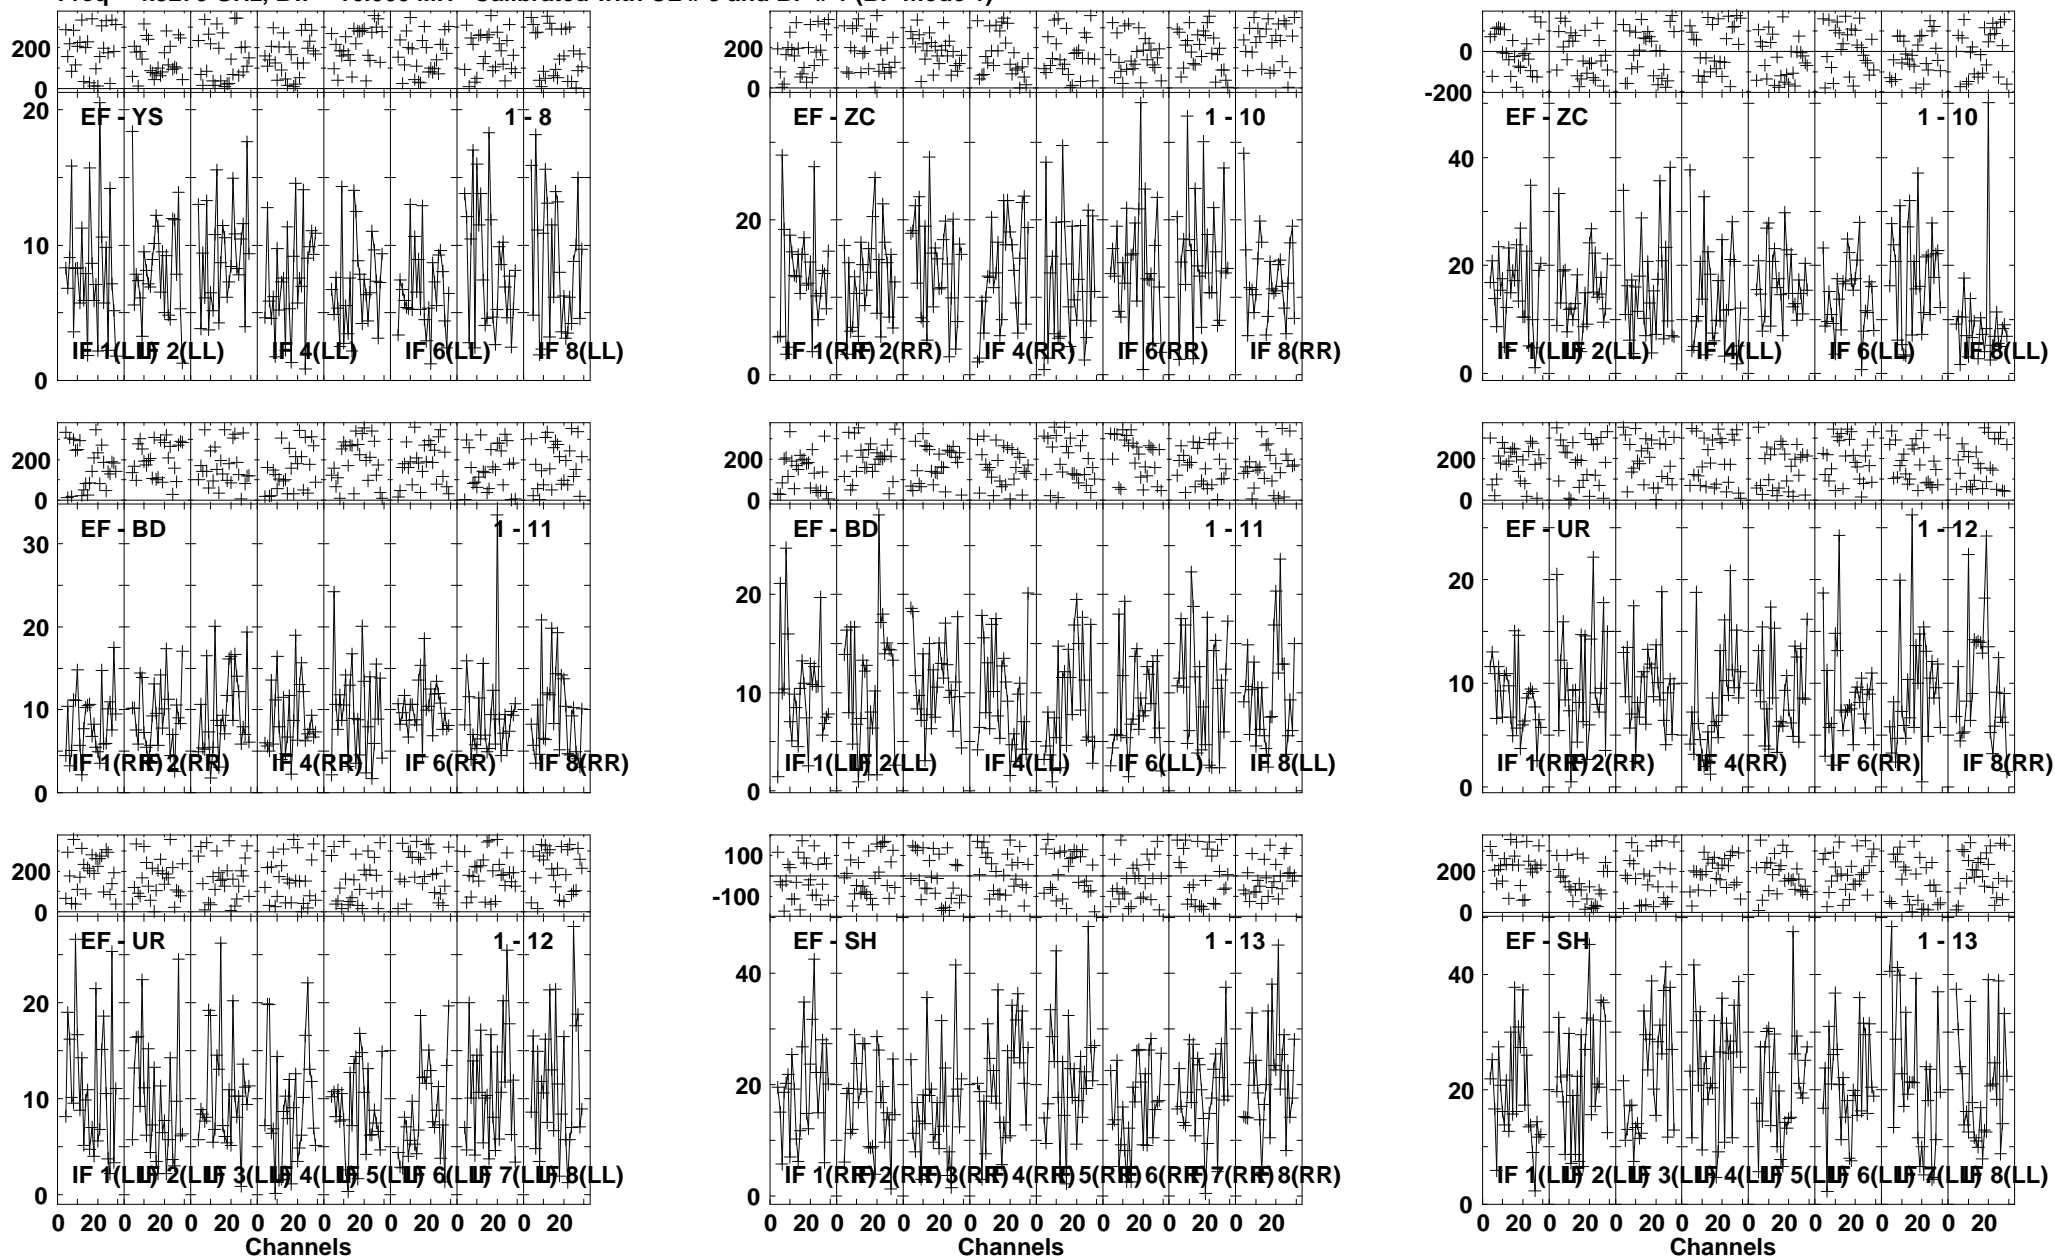 200
0
20
10
0
EF - YS
1 - 8
IF 1(LL)
IF 2(LL)
IF 4(LL)
IF 6(LL)
IF 8(LL)
200
0
20
0
EF - ZC
1 - 10
IF 1(RR)
IF 2(RR)
IF 4(RR)
IF 6(RR)
IF 8(RR)
0
-200
40
20
0
EF - ZC
1 - 10
IF 1(LL)
IF 2(LL)
IF 4(LL)
IF 6(LL)
IF 8(LL)
200
0
30
20
10
0
EF - BD
1 - 11
IF 1(RR)
IF 2(RR)
IF 4(RR)
IF 6(RR)
IF 8(RR)
200
0
20
10
0
EF - BD
1 - 11
IF 1(LL)
IF 2(LL)
IF 4(LL)
IF 6(LL)
IF 8(LL)
200
0
20
10
0
EF - UR
1 - 12
IF 1(RR)
IF 2(RR)
IF 4(RR)
IF 6(RR)
IF 8(RR)
200
0
20
10
0
EF - UR
1 - 12
IF 1(LL)
IF 2(LL)
IF 3(LL)
IF 4(LL)
IF 5(LL)
IF 6(LL)
IF 7(LL)
IF 8(LL)
0 20 0 20 0 20 0 20 0 20 0 20 0 20 0 20
Channels
100
-100
40
20
0
EF - SH
1 - 13
IF 1(RR)
IF 2(RR)
IF 3(RR)
IF 4(RR)
IF 5(RR)
IF 6(RR)
IF 7(RR)
IF 8(RR)
0 20 0 20 0 20 0 20 0 20 0 20 0 20 0 20
Channels
200
0
40
20
0
EF - SH
1 - 13
IF 1(LL)
IF 2(LL)
IF 3(LL)
IF 4(LL)
IF 5(LL)
IF 6(LL)
IF 7(LL)
IF 8(LL)
0 20 0 20 0 20 0 20 0 20 0 20 0 20 0 20
Channels